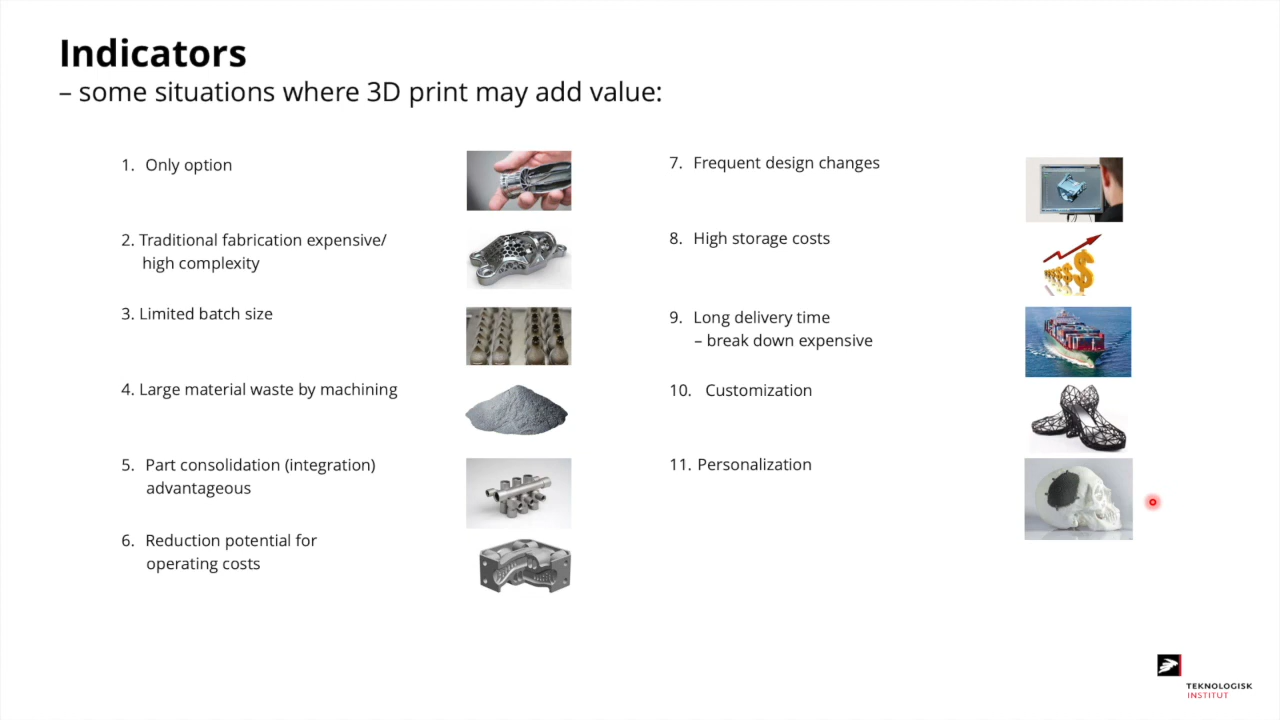 Indicators
– some situations where 3D print may add value:
1. Only option
2. Traditional fabrication expensive/
high complexity
3. Limited batch size
4. Large material waste by machining
5. Part consolidation (integration)
advantageous
6. Reduction potential for
operating costs
7. Frequent design changes
8. High storage costs
9. Long delivery time
– break down expensive
10. Customization
11. Personalization
TEKNOLOGISK
INSTITUT